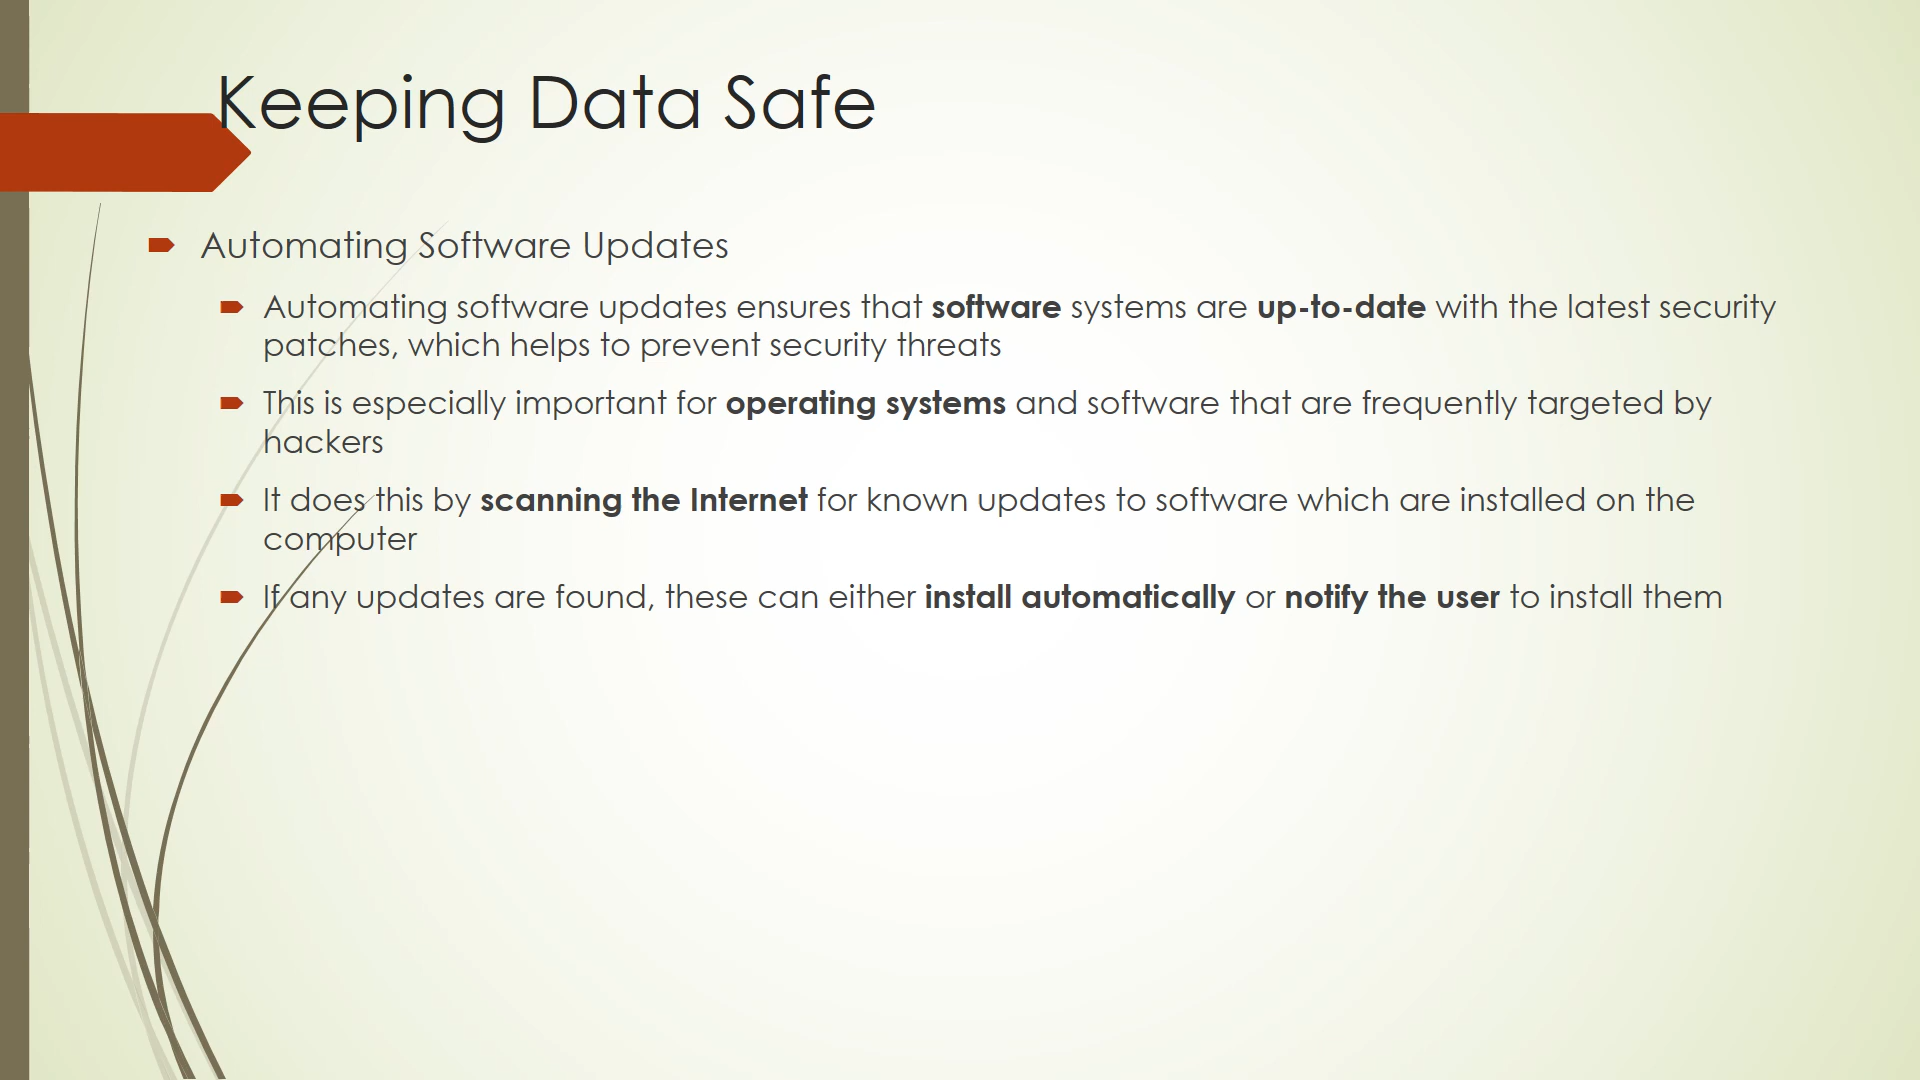 Keeping Data Safe
Automating Software Updates
Automating software updates ensures that software systems are up-to-date with the latest security
patches, which helps to prevent security threats
This is especially important for operating systems and software that are frequently targeted by
hackers
It does this by scanning the Internet for known updates to software which are installed on the
computer
If any updates are found, these can either install automatically or notify the user to install them